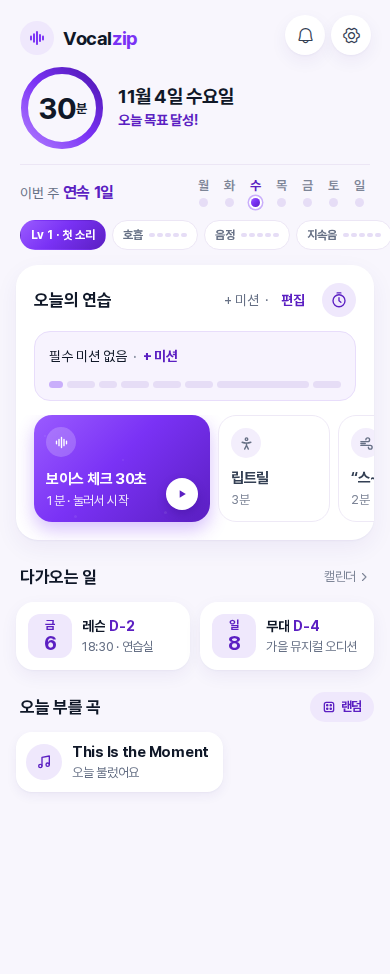 Vocalzip
30분
11월 4일 수요일
오늘 목표 달성!
이번 주 연속 1일
월 화 수 목 금 토 일
Lv 1 · 첫 소리 호흡 음정 지속음
오늘의 연습 + 미션 · 편집
필수 미션 없음 · + 미션
보이스 체크 30초
1분 · 눌러서 시작
립트릴
3분
“스-
2분
다가오는 일 캘린더
금
6
레슨 D-2
18:30 · 연습실
일
8
무대 D-4
가을 뮤지컬 오디션
오늘 부를 곡 랜덤
This Is the Moment
오늘 불렀어요